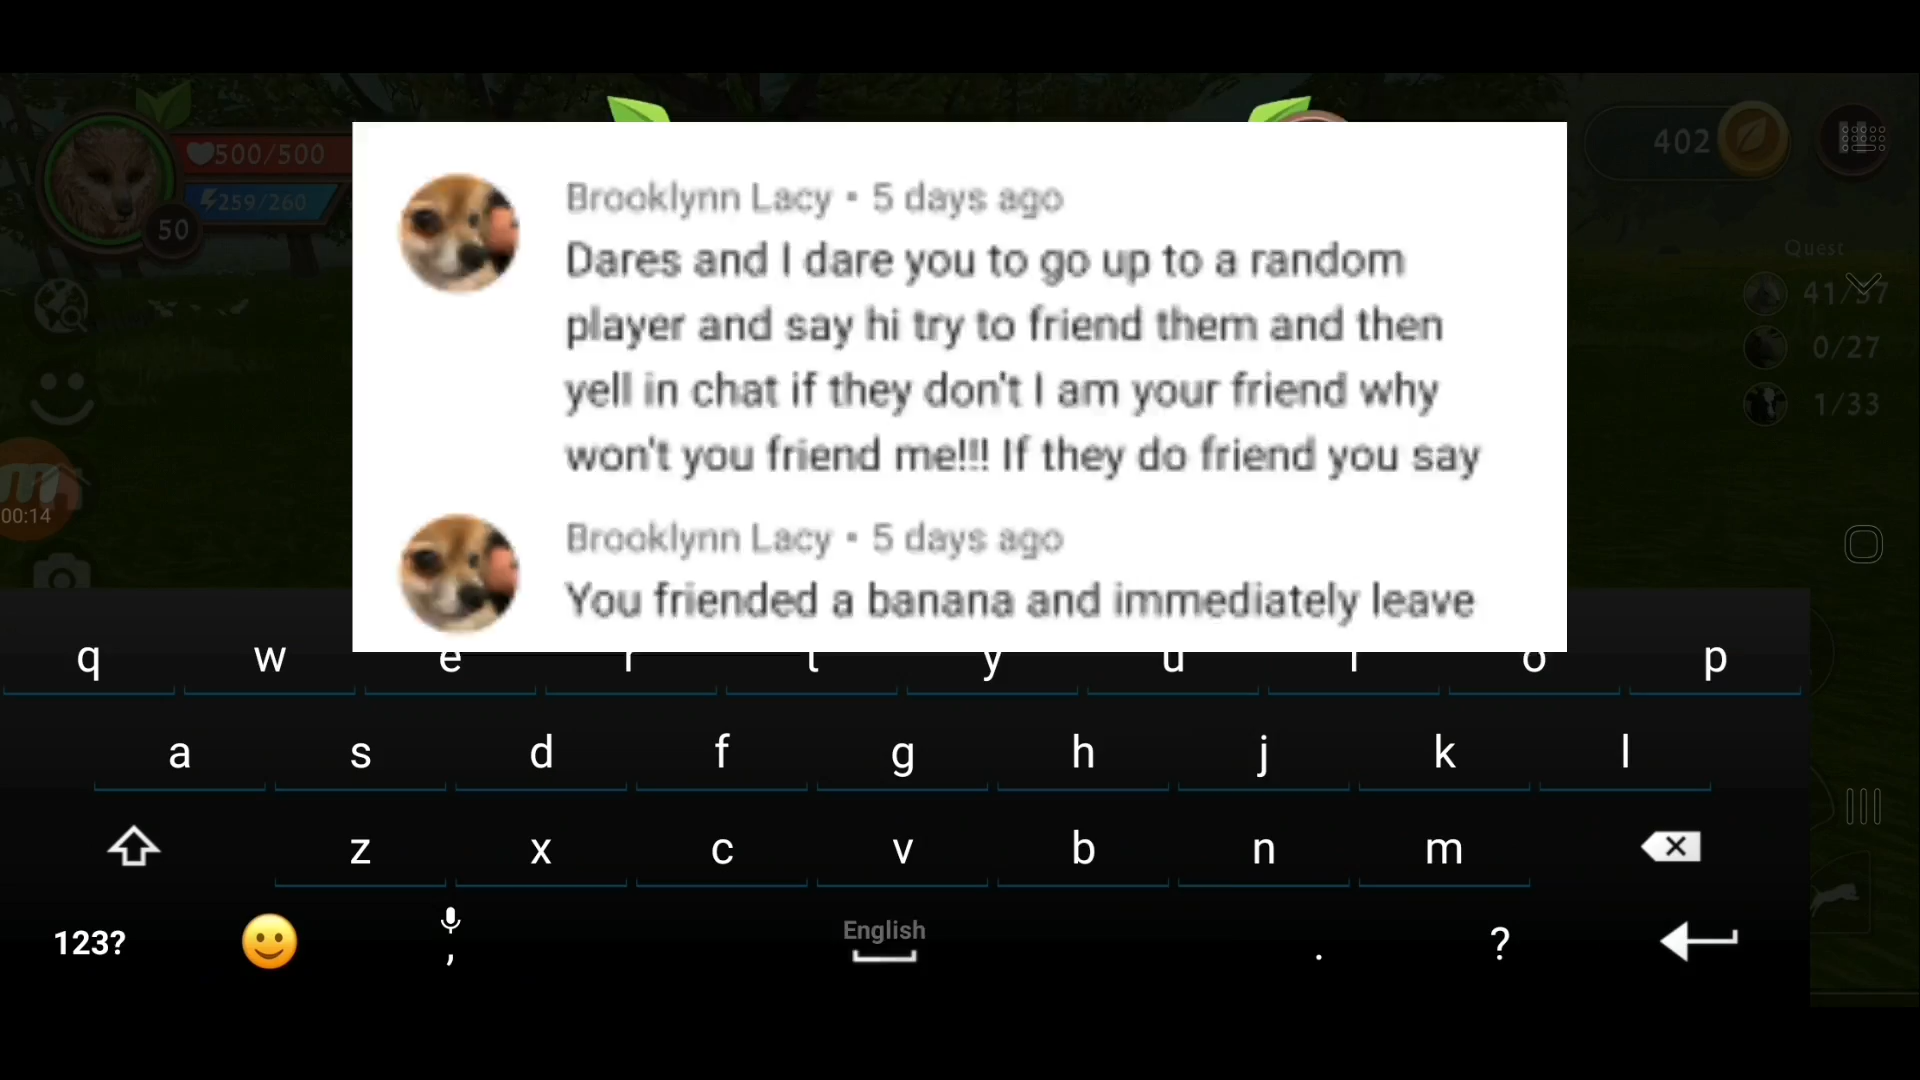 500/500
259/260
50
402
Quest
41/37
0/27
1/33
00:14
Brooklynn Lacy • 5 days ago
Dares and I dare you to go up to a random
player and say hi try to friend them and then
yell in chat if they don't I am your friend why
won't you friend me!!! If they do friend you say
Brooklynn Lacy • 5 days ago
You friended a banana and immediately leave
q w e r t y u i o p
a s d f g h j k l
z x c v b n m
123? , English . ?